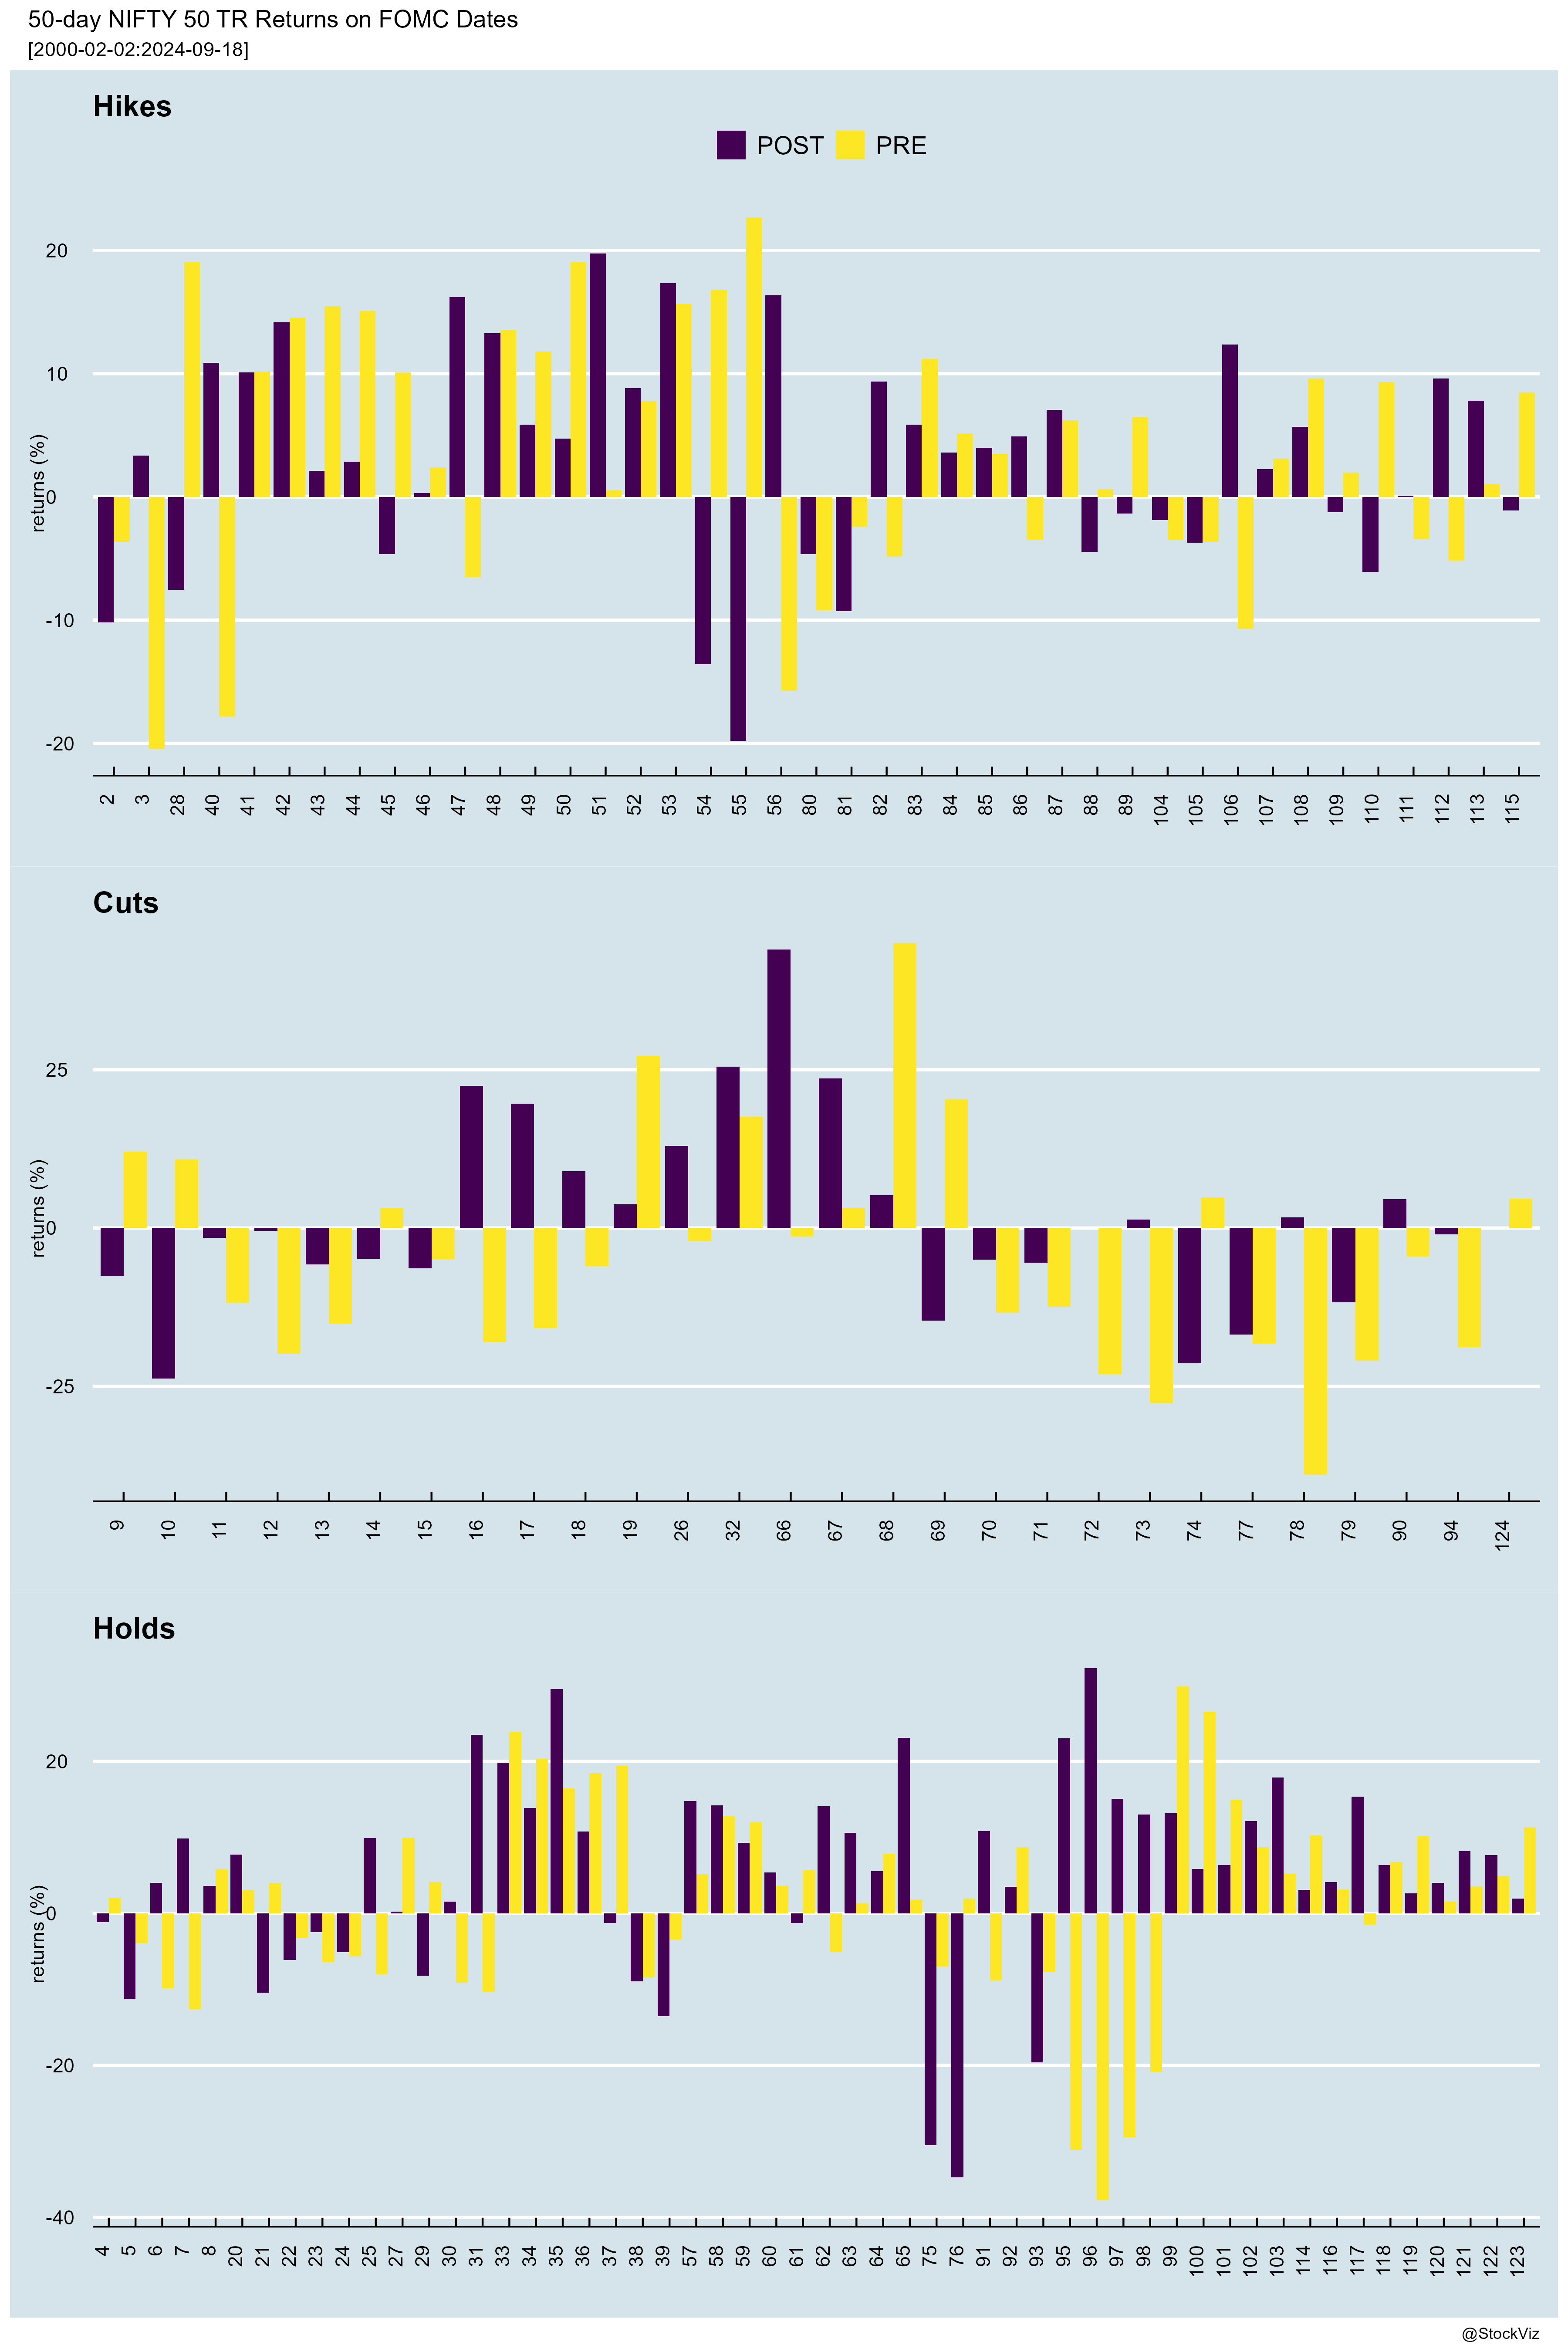 50-day NIFTY 50 TR Returns on FOMC Dates
[2000-02-02:2024-09-18]
Hikes
POST PRE
returns (%)
20
10
0
-10
-20
2 3 28 40 41 42 43 44 45 46 47 48 49 50 51 52 53 54 55 56 80 81 82 83 84 85 86 87 88 89 104 105 106 107 108 109 110 111 112 113 115
Cuts
returns (%)
25
0
-25
9 10 11 12 13 14 15 16 17 18 19 26 32 66 67 68 69 70 71 72 73 74 77 78 79 90 94 124
Holds
returns (%)
20
0
-20
-40
4 5 6 7 8 20 21 22 23 24 25 27 29 30 31 33 34 35 36 37 38 39 57 58 59 60 61 62 63 64 65 75 76 91 92 93 95 96 97 98 99 100 101 102 103 114 116 117 118 119 120 121 122 123
@StockViz